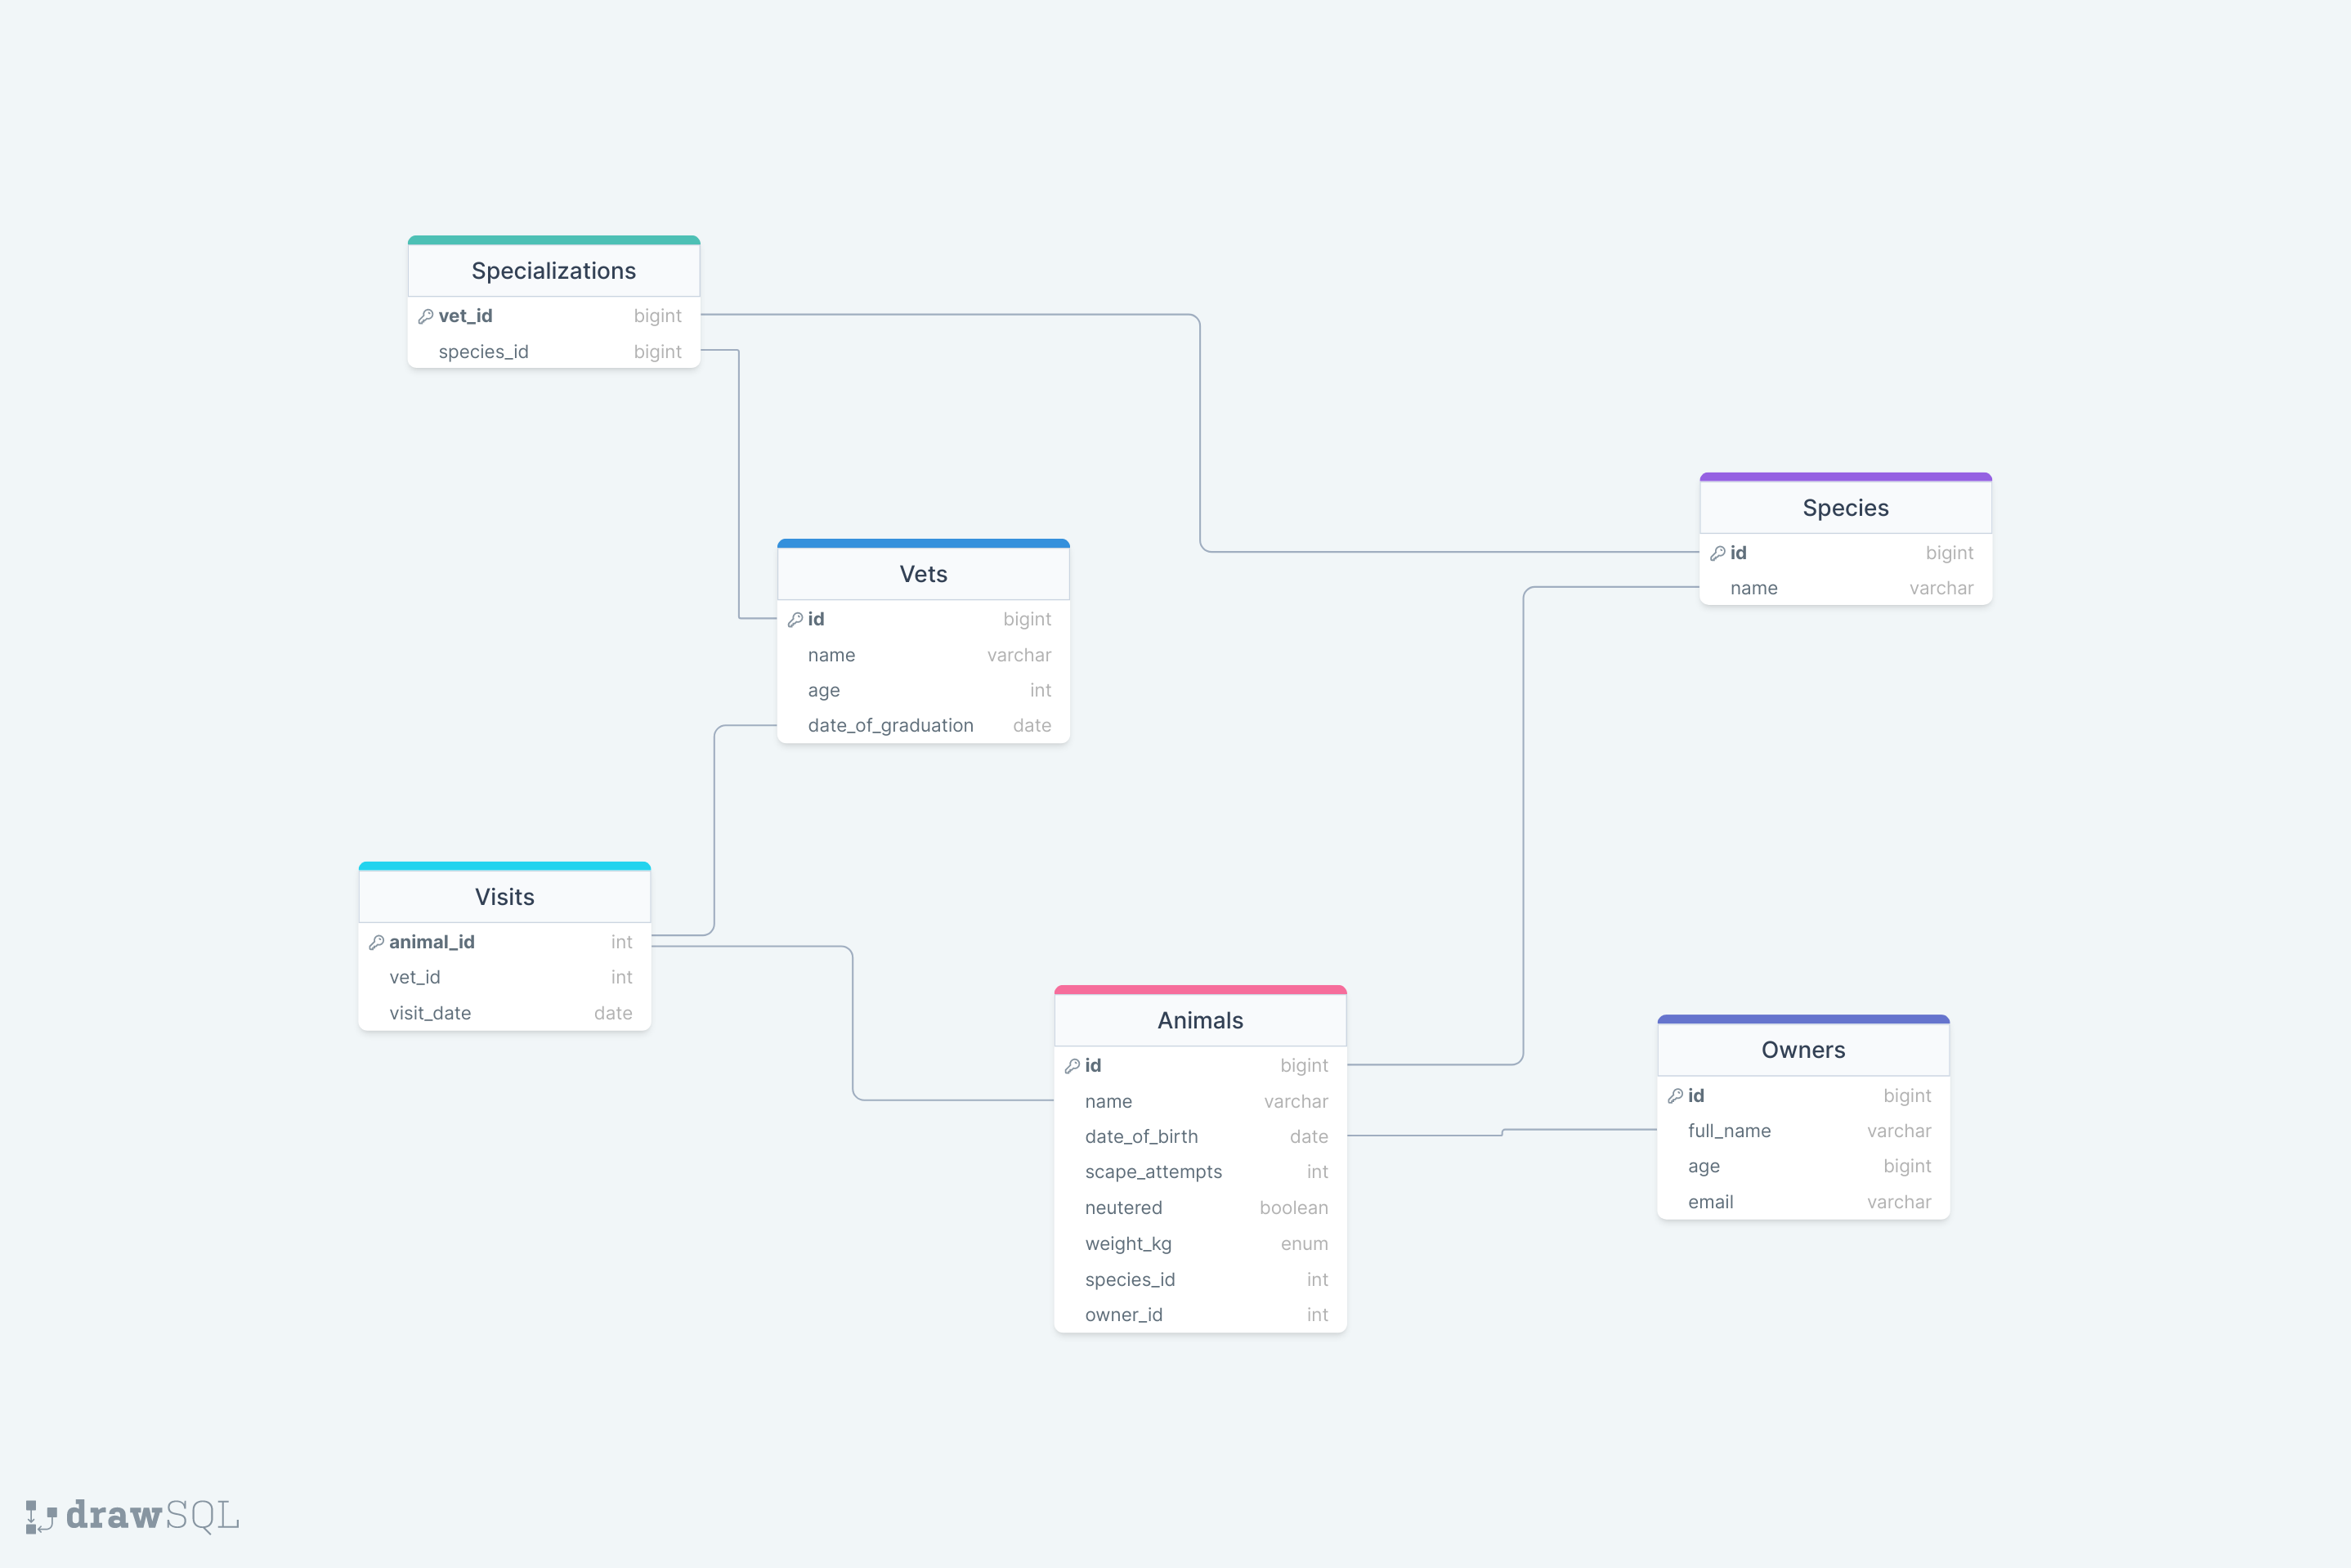 Specializations
vet_id bigint
species_id bigint
Species
id bigint
name varchar
Vets
id bigint
name varchar
age int
date_of_graduation date
Visits
animal_id int
vet_id int
visit_date date
Animals
id bigint
name varchar
date_of_birth date
scape_attempts int
neutered boolean
weight_kg enum
species_id int
owner_id int
Owners
id bigint
full_name varchar
age bigint
email varchar
drawSQL